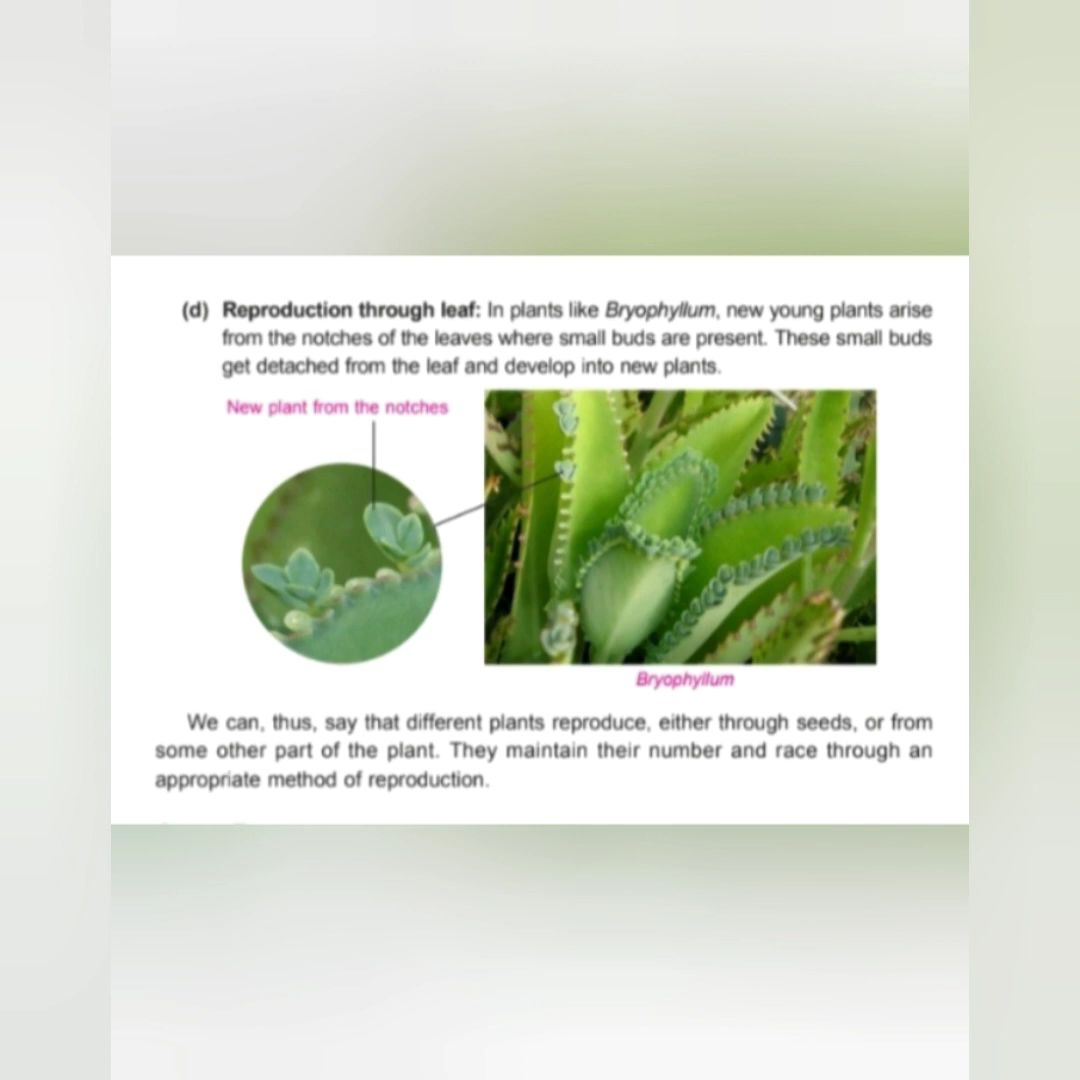 (d) Reproduction through leaf: In plants like Bryophyllum, new young plants arise
from the notches of the leaves where small buds are present. These small buds
get detached from the leaf and develop into new plants.
New plant from the notches
Bryophyllum
We can, thus, say that different plants reproduce, either through seeds, or from
some other part of the plant. They maintain their number and race through an
appropriate method of reproduction.